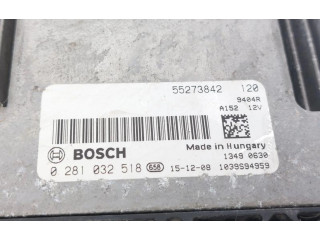 55273842 120
9404R
A152 12V
BOSCH
Made in Hungary
1349 0630
0 281 032 518 658 15-12-08 1039S94959